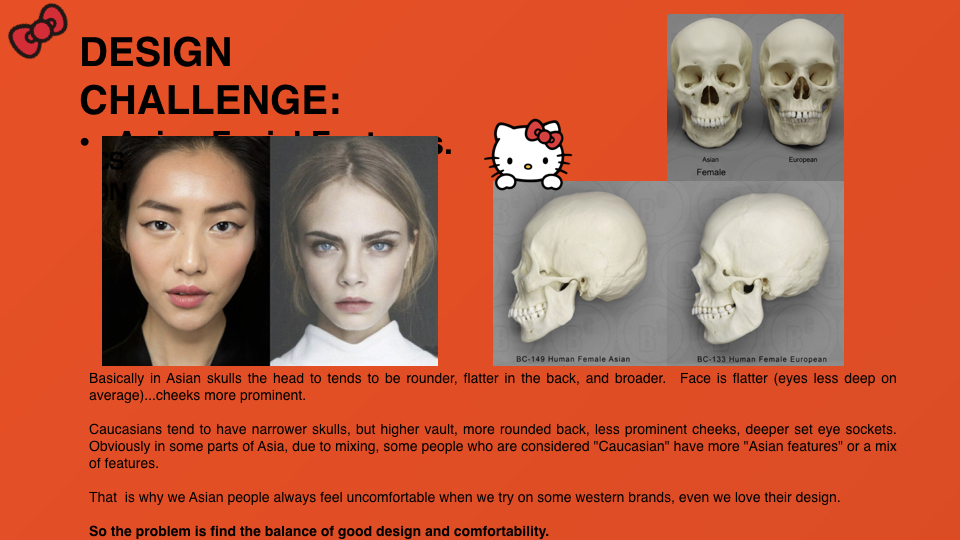 DESIGN
CHALLENGE:
Asian
European
Female
BC-149 Human Female Asian
BC-133 Human Female European
Basically in Asian skulls the head to tends to be rounder, flatter in the back, and broader. Face is flatter (eyes less deep on
average)...cheeks more prominent.
Caucasians tend to have narrower skulls, but higher vault, more rounded back, less prominent cheeks, deeper set eye sockets.
Obviously in some parts of Asia, due to mixing, some people who are considered "Caucasian" have more "Asian features" or a mix
of features.
That is why we Asian people always feel uncomfortable when we try on some western brands, even we love their design.
So the problem is find the balance of good design and comfortability.